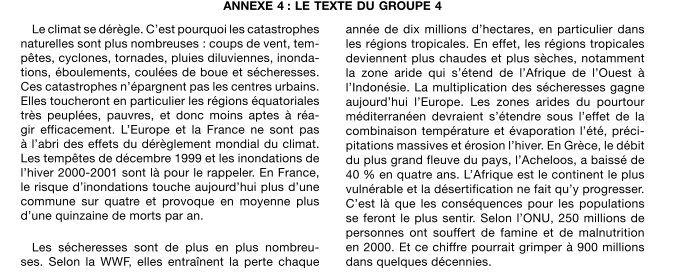 ANNEXE 4 : LE TEXTE DU GROUPE 4
Le climat se dérègle. C'est pourquoi les catastrophes
naturelles sont plus nombreuses : coups de vent, tem-
pêtes, cyclones, tornades, pluies diluviennes, inonda-
tions, éboulements, coulées de boue et sécheresses.
Ces catastrophes n'épargnent pas les centres urbains.
Elles toucheront en particulier les régions équatoriales
très peuplées, pauvres, et donc moins aptes à réa-
gir efficacement. L'Europe et la France ne sont pas
à l'abri des effets du dérèglement mondial du climat.
Les tempêtes de décembre 1999 et les inondations de
l'hiver 2000-2001 sont là pour le rappeler. En France,
le risque d'inondations touche aujourd'hui plus d'une
commune sur quatre et provoque en moyenne plus
d'une quinzaine de morts par an.
Les sécheresses sont de plus en plus nombreu-
ses. Selon la WWF, elles entraînent la perte chaque
année de dix millions d'hectares, en particulier dans
les régions tropicales. En effet, les régions tropicales
deviennent plus chaudes et plus sèches, notamment
la zone aride qui s'étend de l'Afrique de l'Ouest à
l'Indonésie. La multiplication des sécheresses gagne
aujourd'hui l'Europe. Les zones arides du pourtour
méditerranéen devraient s'étendre sous l'effet de la
combinaison température et évaporation l'été, préci-
pitations massives et érosion l'hiver. En Grèce, le débit
du plus grand fleuve du pays, l'Acheloos, a baissé de
40 % en quatre ans. L'Afrique est le continent le plus
vulnérable et la désertification ne fait qu'y progresser.
C'est là que les conséquences pour les populations
se feront le plus sentir. Selon l'ONU, 250 millions de
personnes ont souffert de famine et de malnutrition
en 2000. Et ce chiffre pourrait grimper à 900 millions
dans quelques décennies.